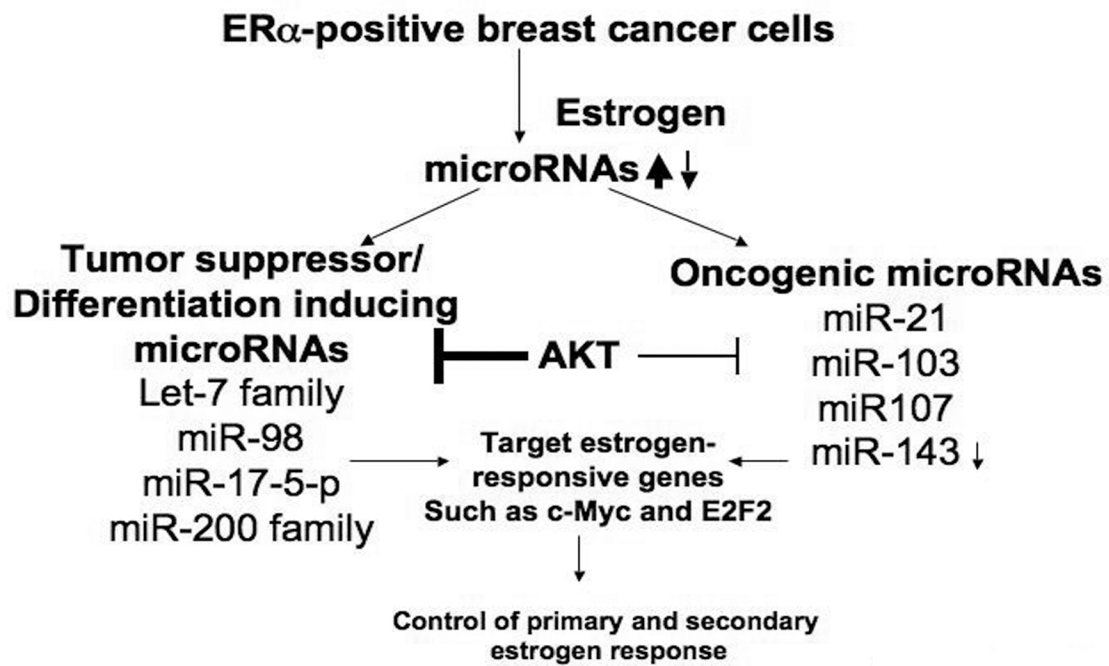 ERα-positive breast cancer cells
Estrogen
microRNAs
Tumor suppressor/
Differentiation inducing
microRNAs
Let-7 family
miR-98
miR-17-5-p
miR-200 family
AKT
Oncogenic microRNAs
miR-21
miR-103
miR107
miR-143
Target estrogen-
responsive genes
Such as c-Myc and E2F2
Control of primary and secondary
estrogen response